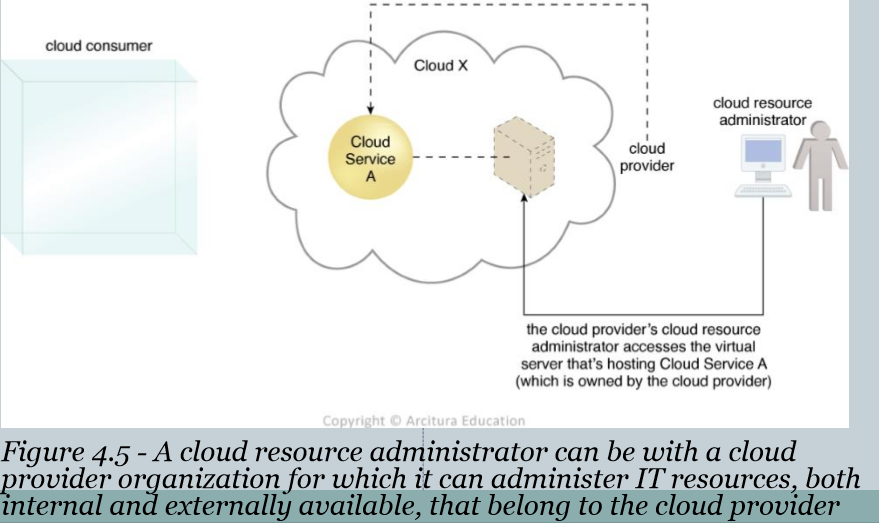 cloud consumer
Cloud X
cloud resource
administrator
Cloud
Service
A
cloud
provider
the cloud provider's cloud resource
administrator accesses the virtual
server that's hosting Cloud Service A
(which is owned by the cloud provider)
Copyright © Arcitura Education
Figure 4.5 - A cloud resource administrator can be with a cloud
provider organization for which it can administer IT resources, both
internal and externally available, that belong to the cloud provider